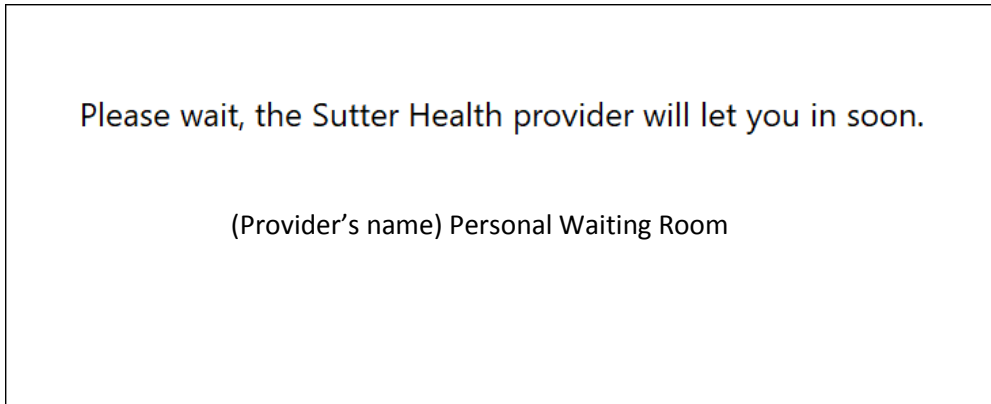 Please wait, the Sutter Health provider will let you in soon.
(Provider’s name) Personal Waiting Room